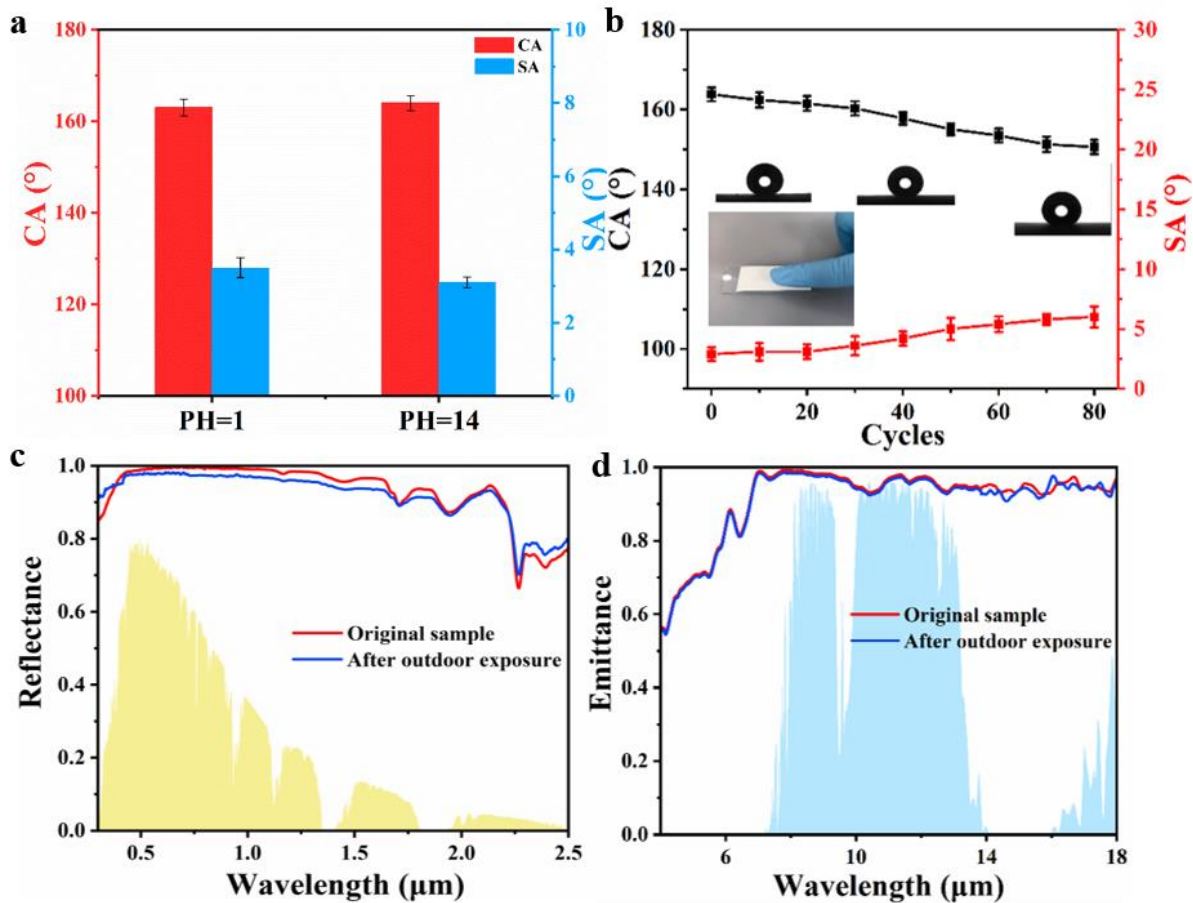 a
180
160
140
120
100
CA (°)
CA
SA
10
8
6
4
2
0
SA (°)
PH=1
PH=14
b
180
160
140
120
100
CA (°)
30
25
20
15
10
5
0
SA (°)
0
20
40
60
80
Cycles
c
1.0
0.8
0.6
0.4
0.2
0.0
Reflectance
Original sample
After outdoor exposure
0.5
1.0
1.5
2.0
2.5
Wavelength (μm)
d
1.0
0.8
0.6
0.4
0.2
0.0
Emittance
Original sample
After outdoor exposure
6
10
14
18
Wavelength (μm)